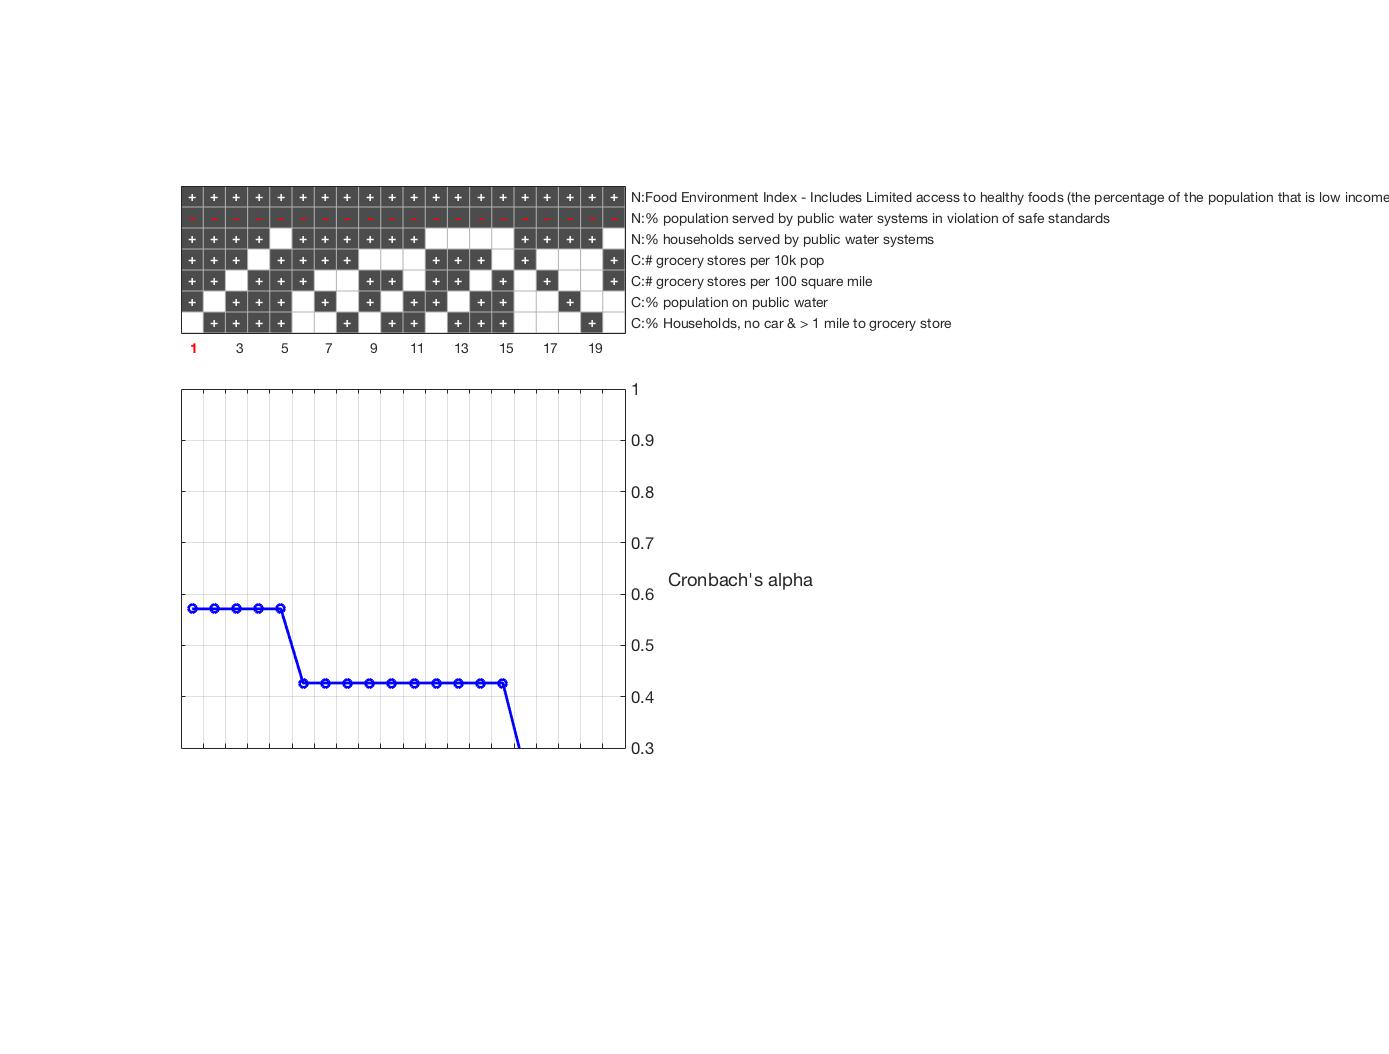 N:Food Environment Index - Includes Limited access to healthy foods (the percentage of the population that is low income
N:% population served by public water systems in violation of safe standards
N:% households served by public water systems
C:# grocery stores per 10k pop
C:# grocery stores per 100 square mile
C:% population on public water
C:% Households, no car & > 1 mile to grocery store
1 3 5 7 9 11 13 15 17 19
1
0.9
0.8
0.7
Cronbach's alpha
0.6
0.5
0.4
0.3